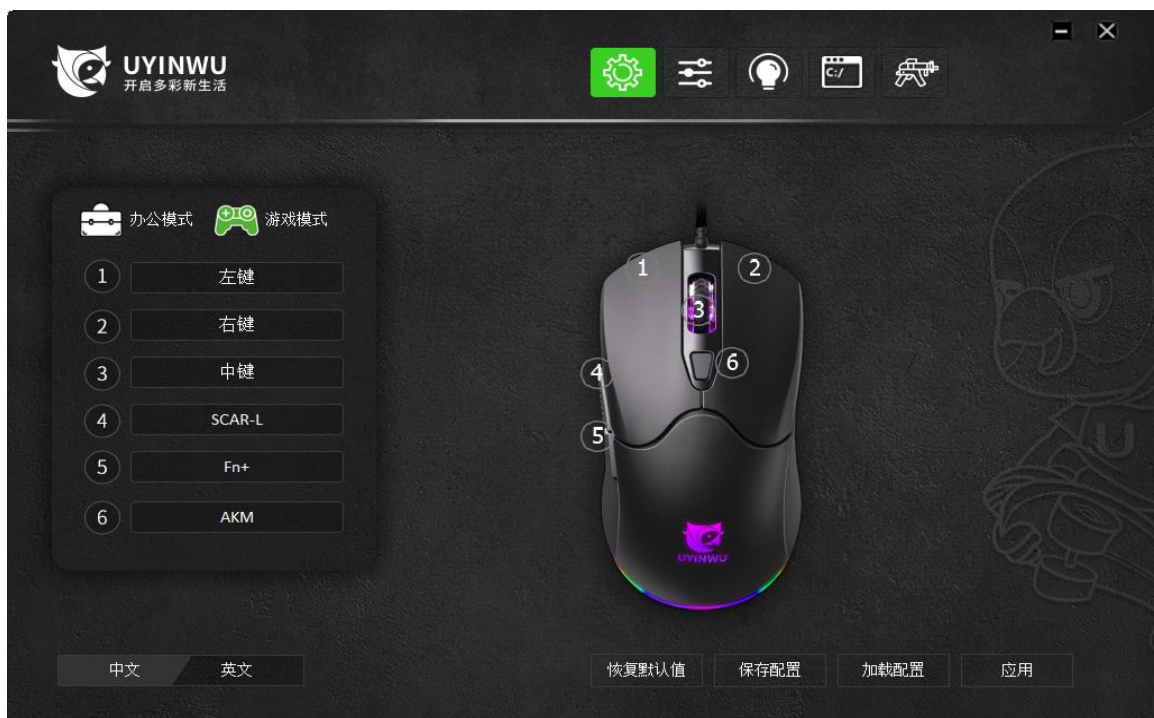 UYINWU
开启多彩新生活
C:/
办公模式 游戏模式
1 左键
2 右键
3 中键
4 SCAR-L
5 Fn+
6 AKM
1 2
3
6
4
5
UYINWU
U
中文 英文
恢复默认值 保存配置 加载配置 应用